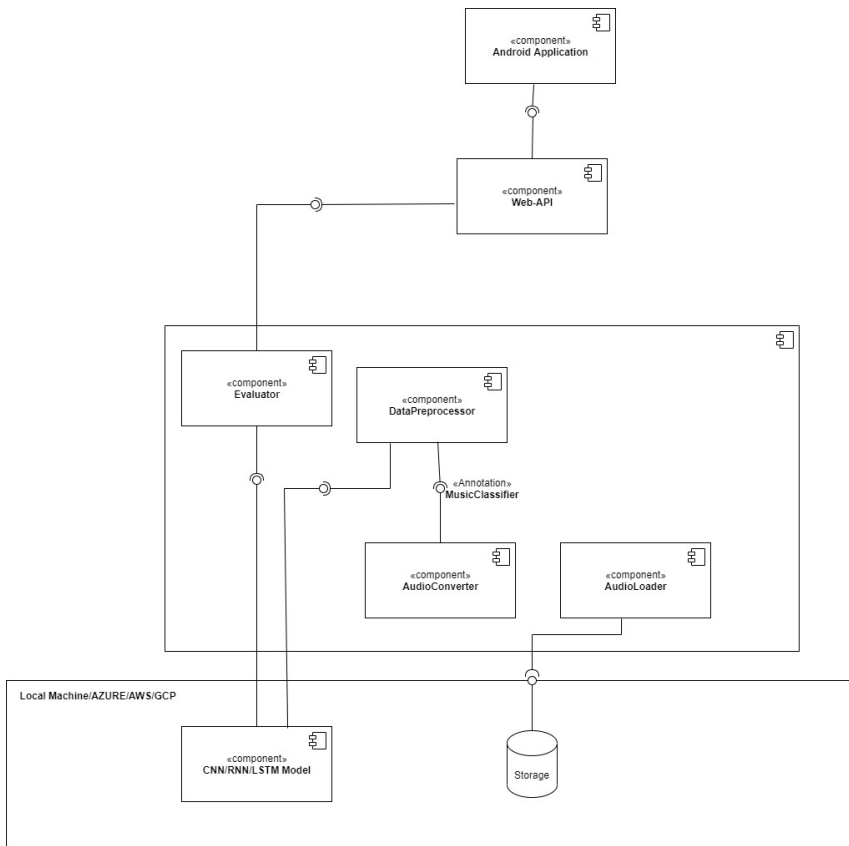 «component»
Android Application
«component»
Web-API
«component»
Evaluator
«component»
DataPreprocessor
«Annotation»
MusicClassifier
«component»
AudioConverter
«component»
AudioLoader
Local Machine/AZURE/AWS/GCP
«component»
CNN/RNN/LSTM Model
Storage